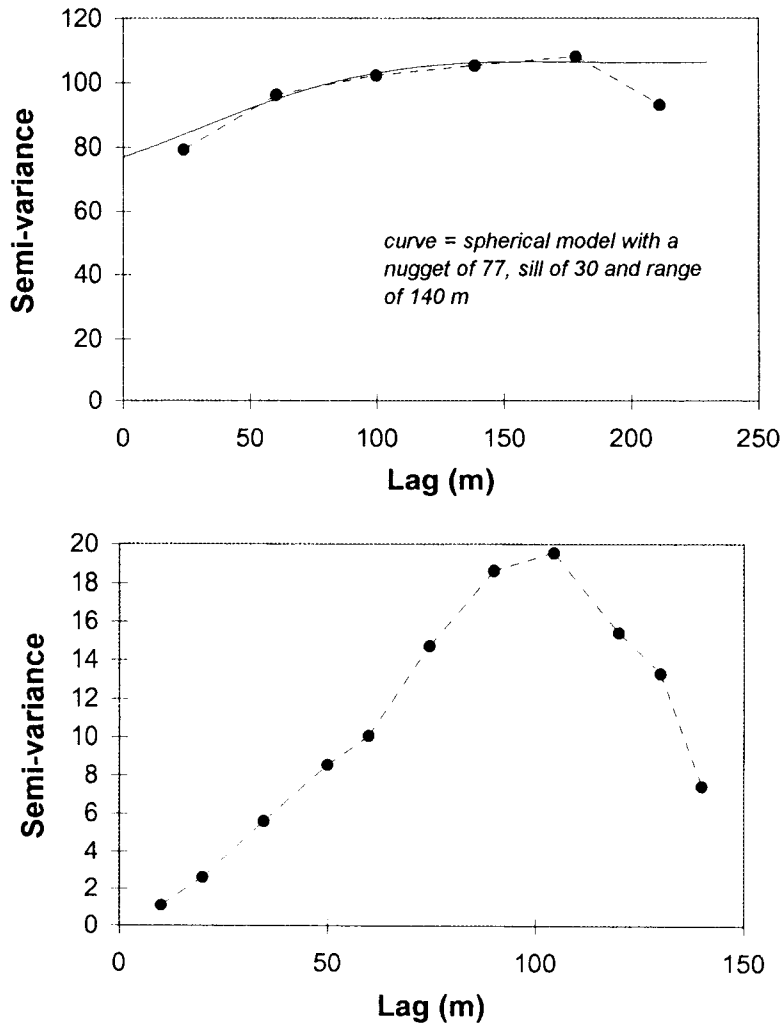 120
100
80
60
40
20
0
Semi-variance
curve = spherical model with a
nugget of 77, sill of 30 and range
of 140 m
0 50 100 150 200 250
Lag (m)
20
18
16
14
12
10
8
6
4
2
0
Semi-variance
0 50 100 150
Lag (m)